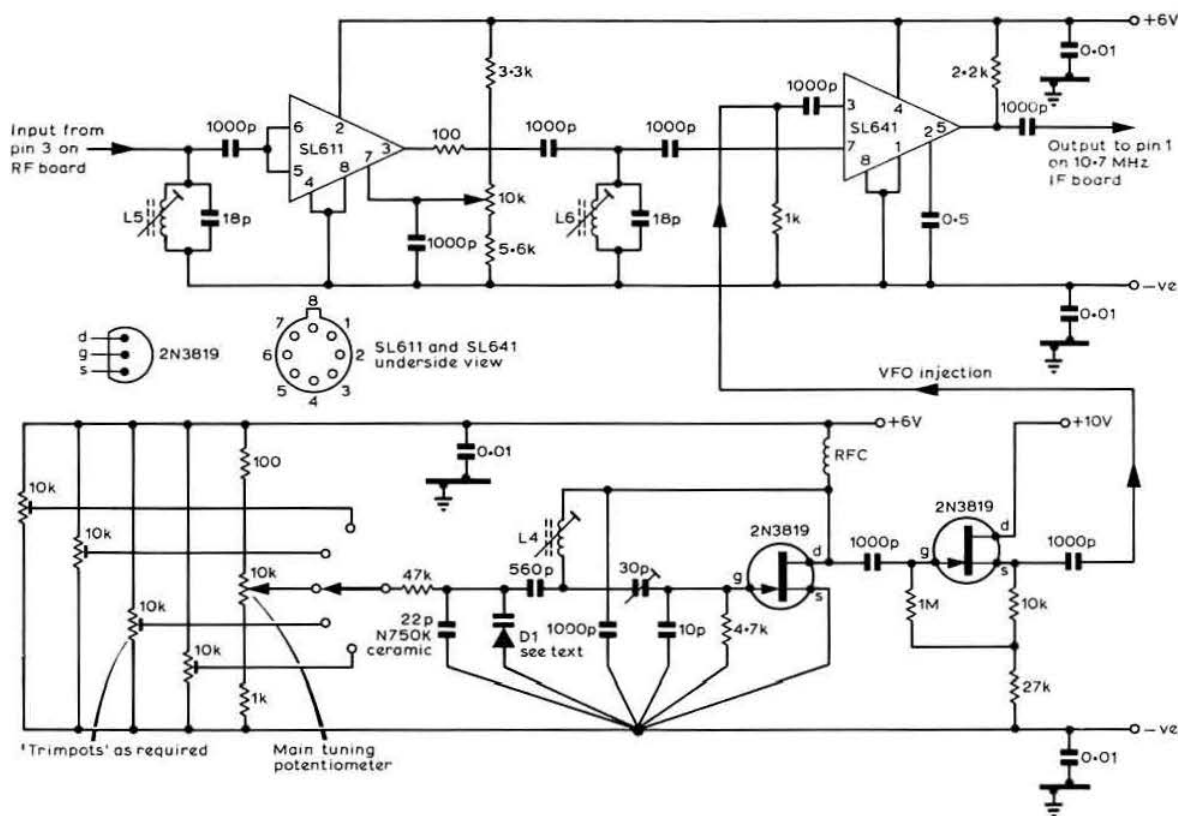 +6V
3·3k
2·2k
0·01
1000p
1000p
Input from
pin 3 on
RF board
1000p
6
5
2
SL611
4
8
7
3
100
1000p
1000p
3
7
4
SL641
8
1
2
5
Output to pin 1
on 10·7 MHz
IF board
L5
18p
1000p
10k
5·6k
L6
18p
1k
0·5
−ve
0·01
d
g
s
2N3819
8
7
1
6
2
5
3
4
SL611 and SL641
underside view
VFO injection
+6V
+10V
100
0·01
RFC
10k
10k
L4
2N3819
2N3819
10k
47k
560p
30p
g
d
s
1000p
g
d
s
1000p
10k
10k
22p
N750K
ceramic
D1
see text
1000p
10p
4·7k
1M
10k
1k
27k
−ve
'Trimpots' as required
Main tuning
potentiometer
0·01